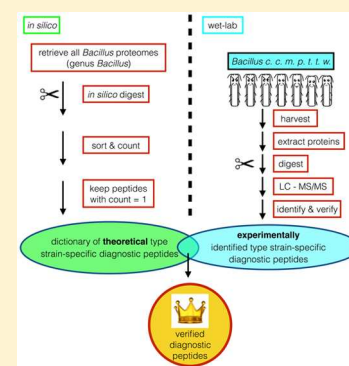 in silico
retrieve all Bacillus proteomes
(genus Bacillus)
in silico digest
sort & count
keep peptides
with count = 1
dictionary of theoretical type
strain-specific diagnostic peptides
wet-lab
Bacillus c. c. m. p. t. t. w.
harvest
extract proteins
digest
LC - MS/MS
identify & verify
experimentally
identified type strain-specific
diagnostic peptides
verified
diagnostic
peptides